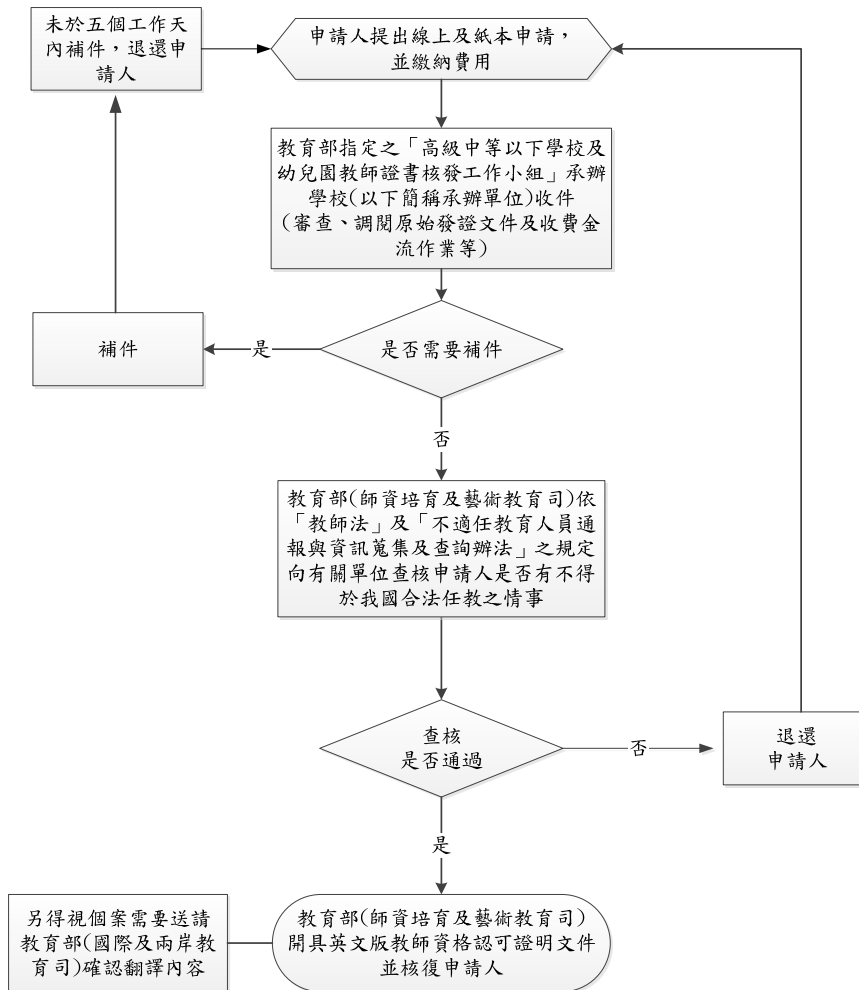 未於五個工作天
內補件，退還申
請人
申請人提出線上及紙本申請，
並繳納費用
教育部指定之「高級中等以下學校及
幼兒園教師證書核發工作小組」承辦
學校(以下簡稱承辦單位)收件
(審查、調閱原始發證文件及收費金
流作業等)
補件
是
是否需要補件
否
教育部(師資培育及藝術教育司)依
「教師法」及「不適任教育人員通
報與資訊蒐集及查詢辦法」之規定
向有關單位查核申請人是否有不得
於我國合法任教之情事
查核
是否通過
否
退還
申請人
是
另得視個案需要送請
教育部(國際及兩岸教
育司)確認翻譯內容
教育部(師資培育及藝術教育司)
開具英文版教師資格認可證明文件
並核復申請人